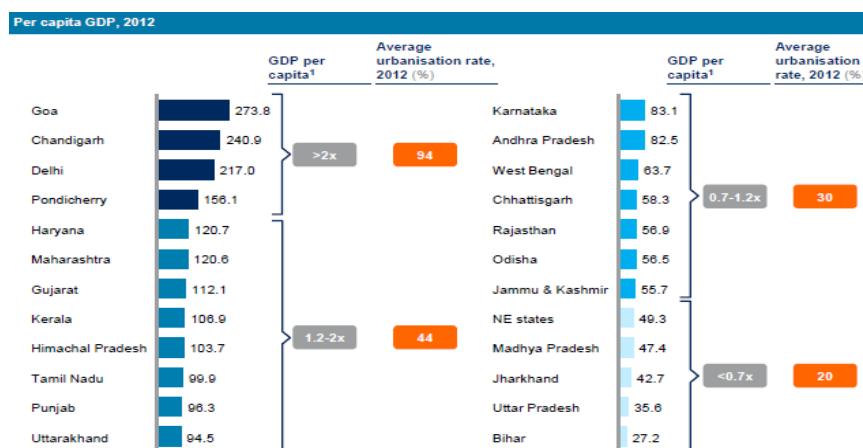 Per capita GDP, 2012
GDP per capita¹
Average urbanisation rate, 2012 (%)
Goa 273.8
Chandigarh 240.9
Delhi 217.0
Pondicherry 156.1
>2x 94
Haryana 120.7
Maharashtra 120.6
Gujarat 112.1
Kerala 106.9
Himachal Pradesh 103.7
Tamil Nadu 99.9
Punjab 96.3
Uttarakhand 94.5
1.2-2x 44
GDP per capita¹
Average urbanisation rate, 2012 (%
Karnataka 83.1
Andhra Pradesh 82.5
West Bengal 63.7
Chhattisgarh 58.3
Rajasthan 56.9
Odisha 56.5
Jammu & Kashmir 55.7
0.7-1.2x 30
NE states 49.3
Madhya Pradesh 47.4
Jharkhand 42.7
Uttar Pradesh 35.6
Bihar 27.2
<0.7x 20